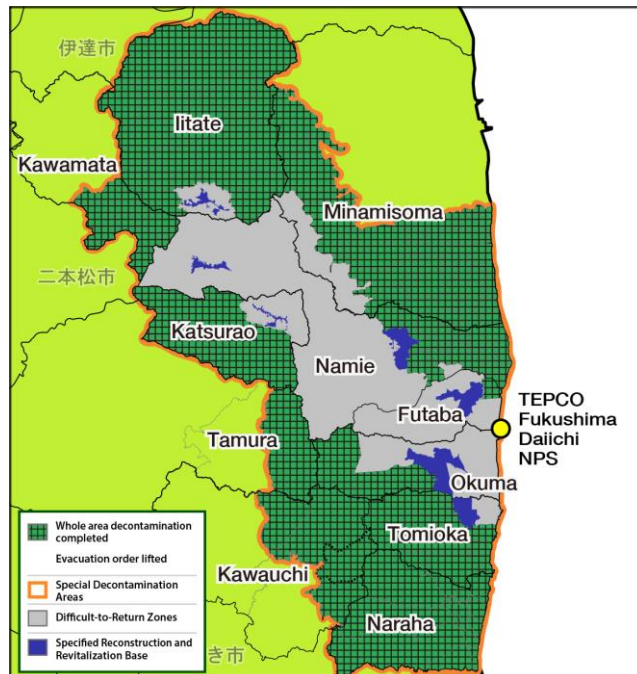 伊達市
Iitate
Kawamata
Minamisoma
二本松市
Katsurao
Namie
TEPCO
Fukushima
Daiichi
NPS
Futaba
Tamura
Okuma
Tomioka
Kawauchi
Naraha
き市
Whole area decontamination
completed
Evacuation order lifted
Special Decontamination
Areas
Difficult-to-Return Zones
Specified Reconstruction and
Revitalization Base